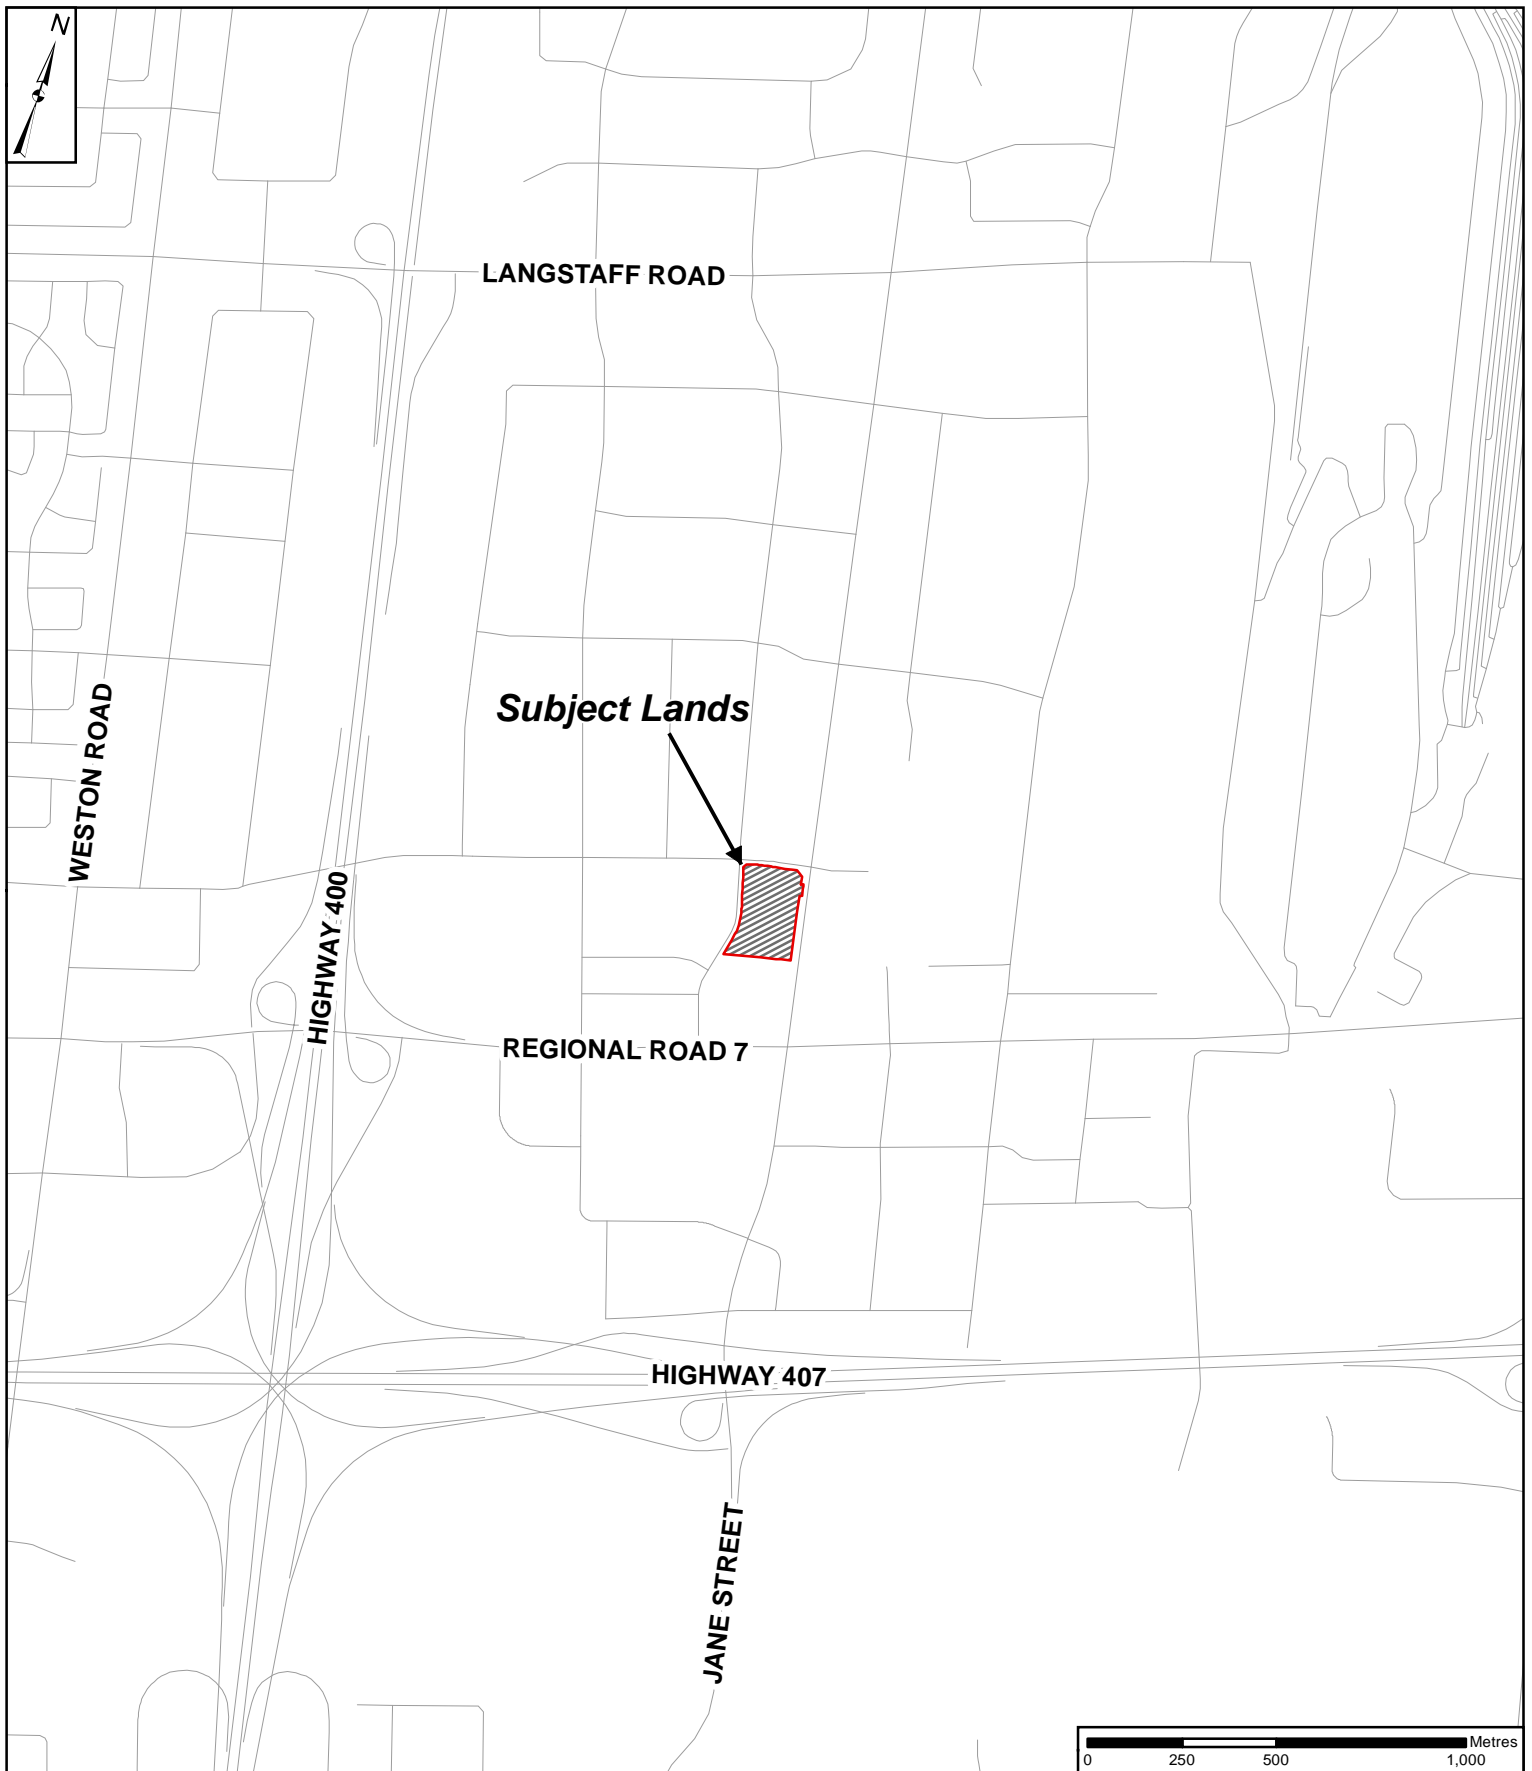 N
LANGSTAFF ROAD
Subject Lands
WESTON ROAD
HIGHWAY 400
REGIONAL ROAD 7
HIGHWAY 407
JANE STREET
Metres
0 250 500 1,000